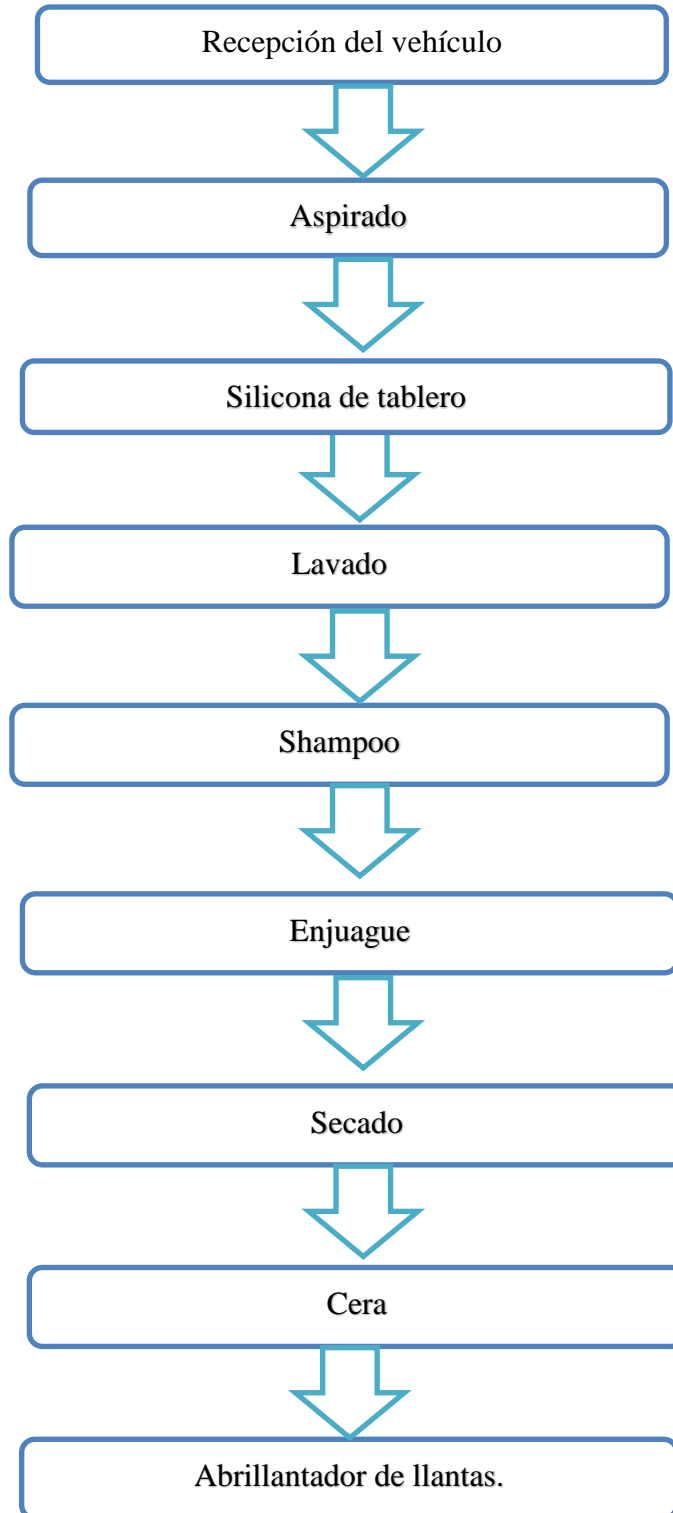 Recepción del vehículo
Aspirado
Silicona de tablero
Lavado
Shampoo
Enjuague
Secado
Cera
Abrillantador de llantas.